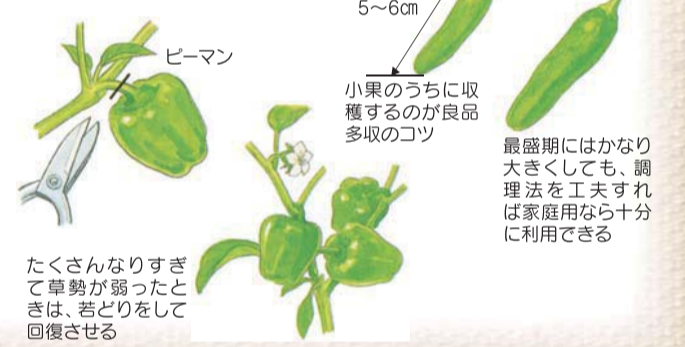 5〜6㎝
ピーマン
小果のうちに収
穫するのが良品
多収のコツ
最盛期にはかなり
大きくしても、調
理法を工夫すれ
ば家庭用なら十分
に利用できる
たくさんなりすぎ
て草勢が弱ったと
きは、若どりをして
回復させる